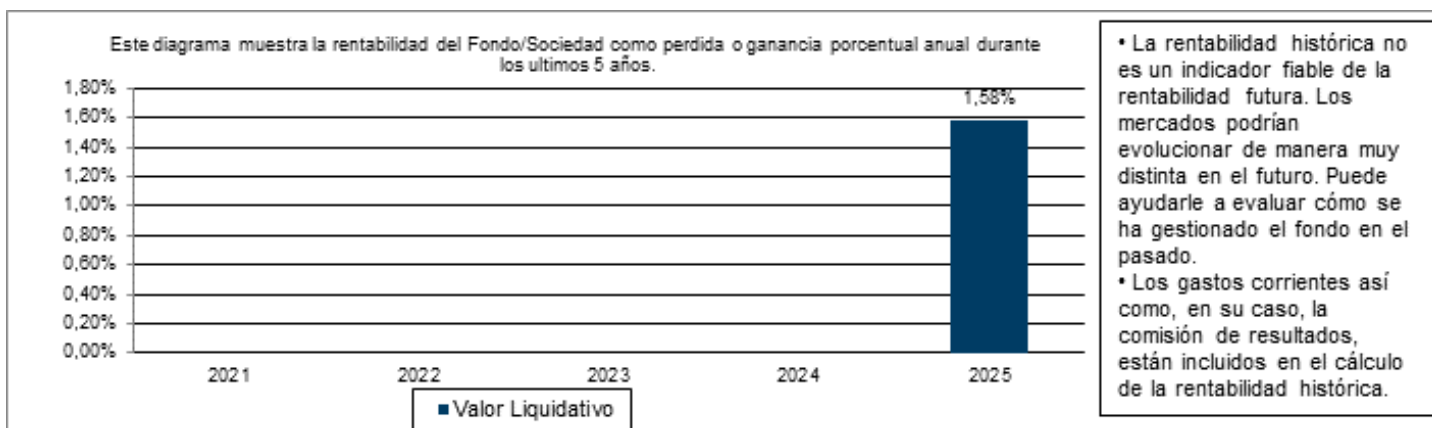 Este diagrama muestra la rentabilidad del Fondo/Sociedad como perdida o ganancia porcentual anual durante
los ultimos 5 años.
1,80%
1,60%
1,40%
1,20%
1,00%
0,80%
0,60%
0,40%
0,20%
0,00%
1,58%
2021 2022 2023 2024 2025
Valor Liquidativo
• La rentabilidad histórica no
es un indicador fiable de la
rentabilidad futura. Los
mercados podrían
evolucionar de manera muy
distinta en el futuro. Puede
ayudarle a evaluar cómo se
ha gestionado el fondo en el
pasado.
• Los gastos corrientes así
como, en su caso, la
comisión de resultados,
están incluidos en el cálculo
de la rentabilidad histórica.